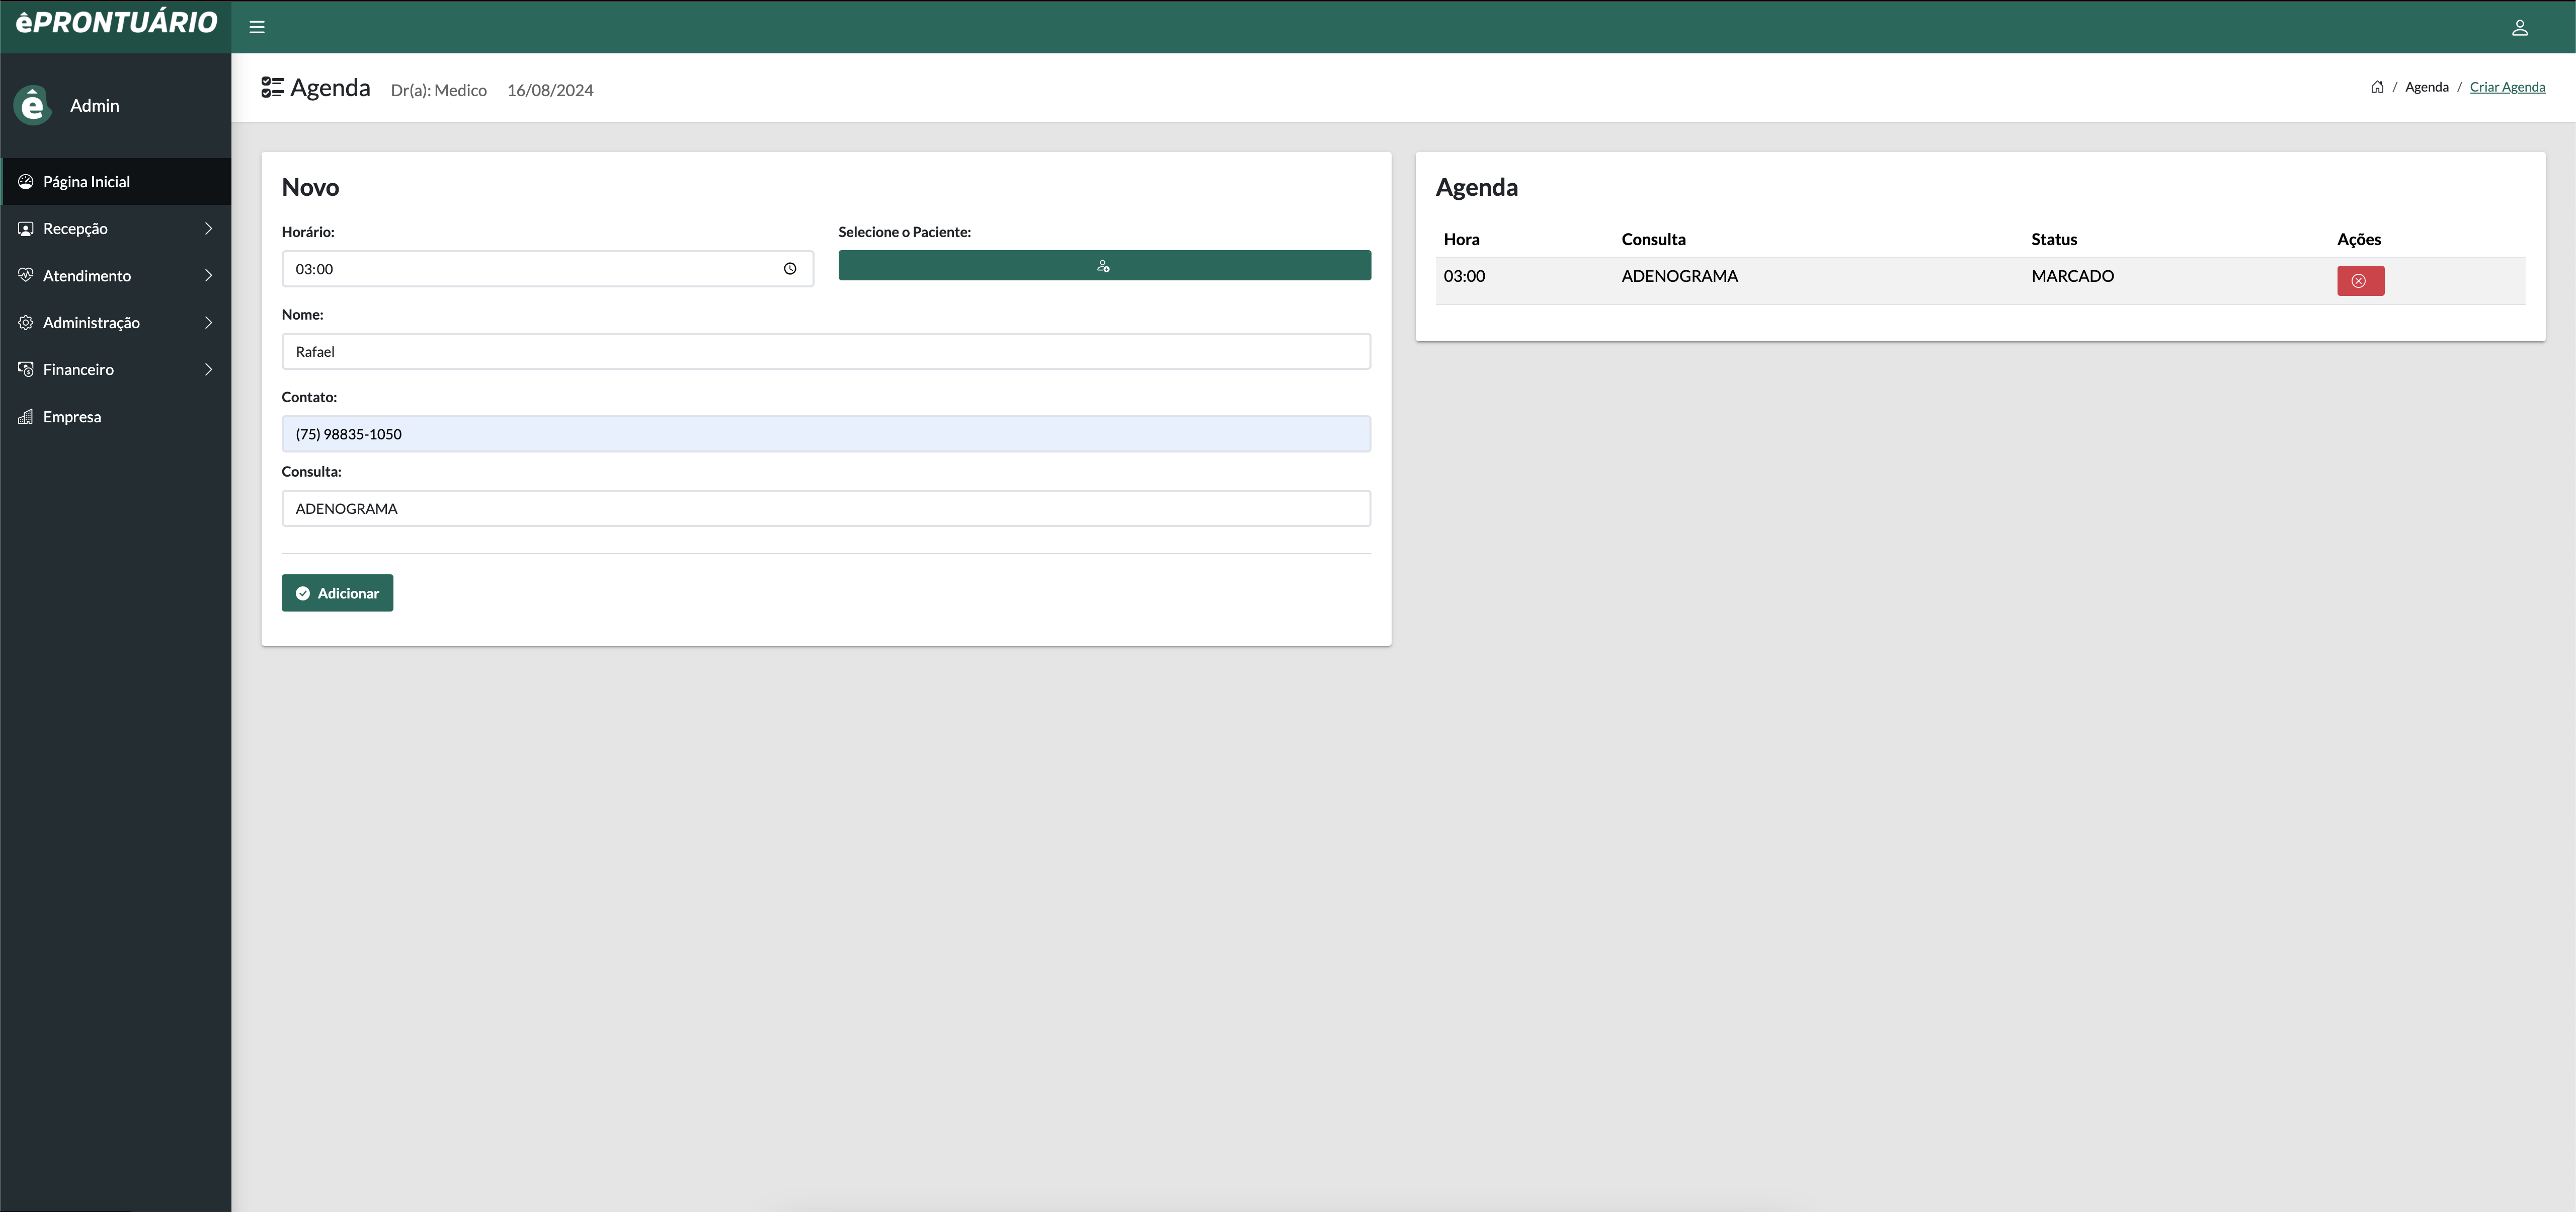 êPRONTUÁRIO
Admin
Página Inicial
Recepção
Atendimento
Administração
Financeiro
Empresa
Agenda Dr(a): Medico 16/08/2024
/ Agenda / Criar Agenda
Novo
Horário:
03:00
Selecione o Paciente:
Nome:
Rafael
Contato:
(75) 98835-1050
Consulta:
ADENOGRAMA
Adicionar
Agenda
Hora Consulta Status Ações
03:00 ADENOGRAMA MARCADO